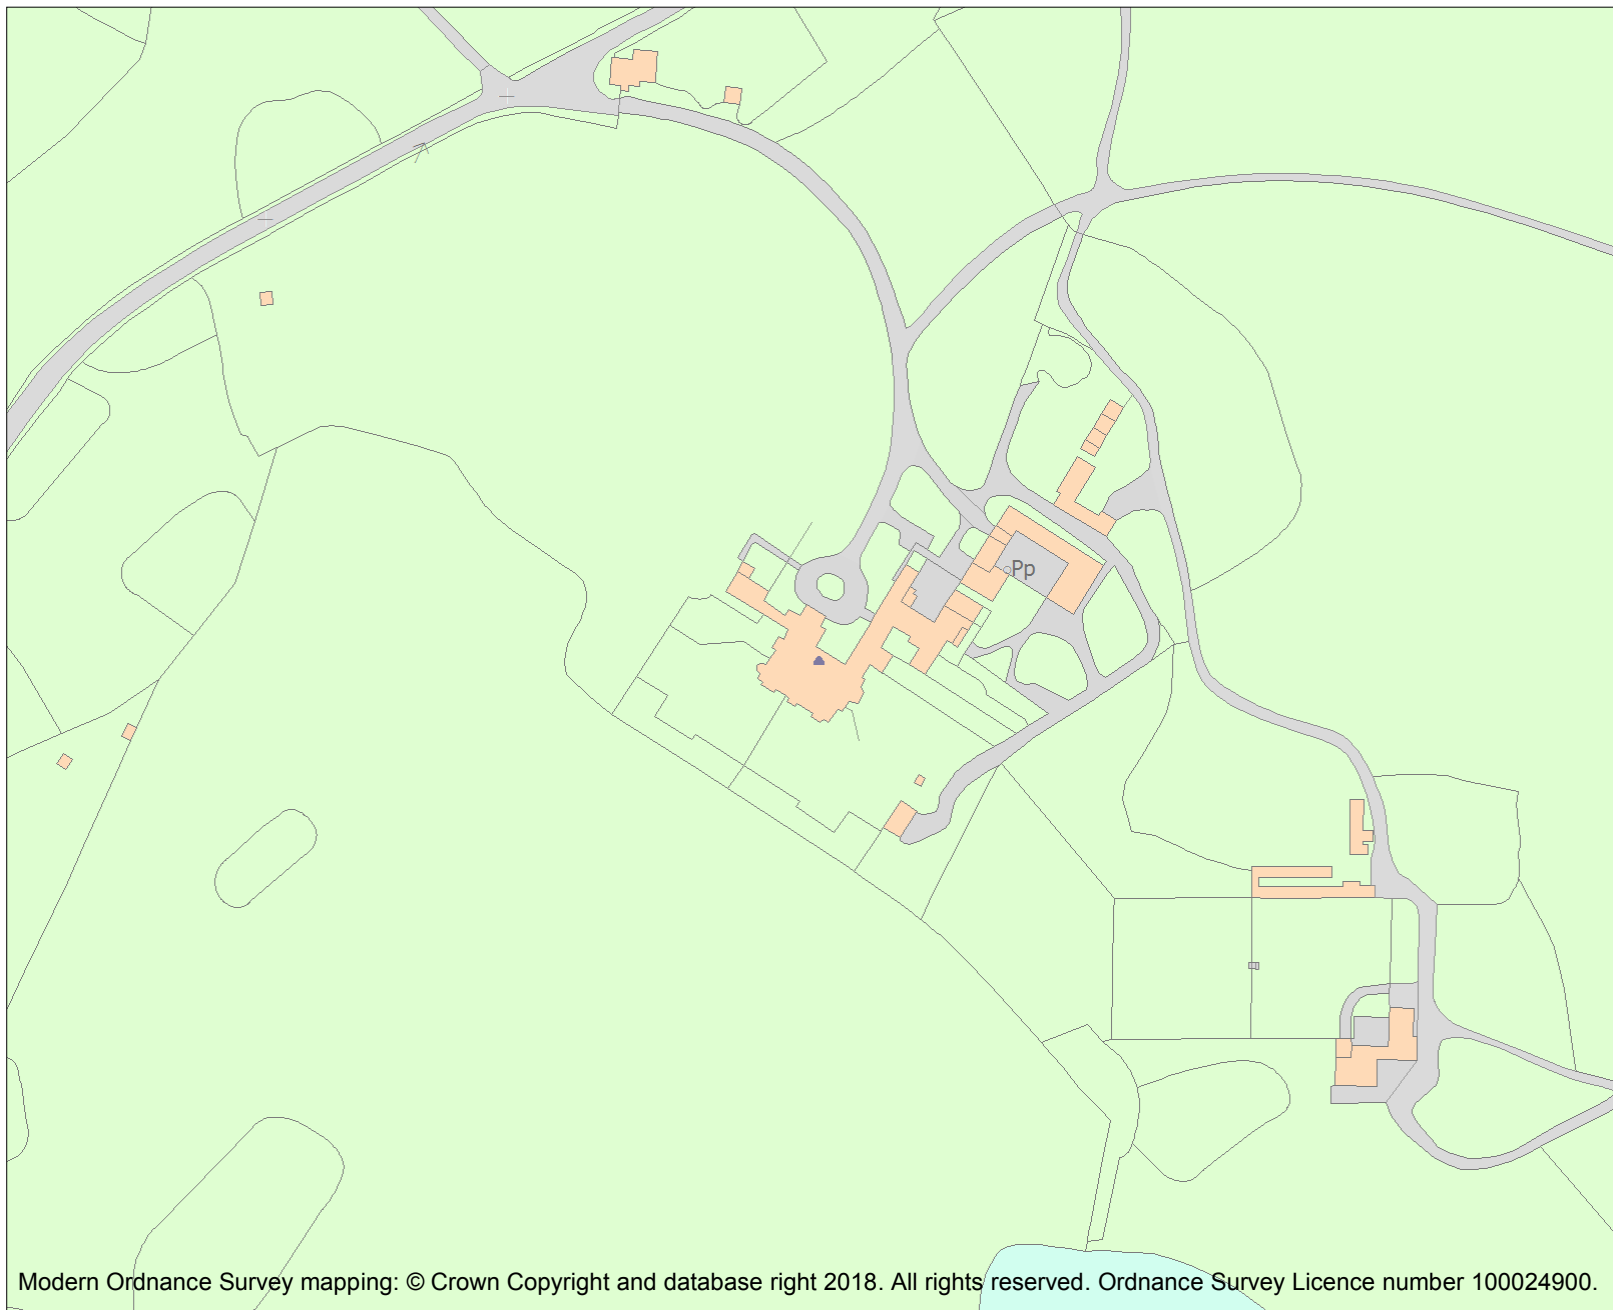 Pp
Modern Ordnance Survey mapping: © Crown Copyright and database right 2018. All rights reserved. Ordnance Survey Licence number 100024900.